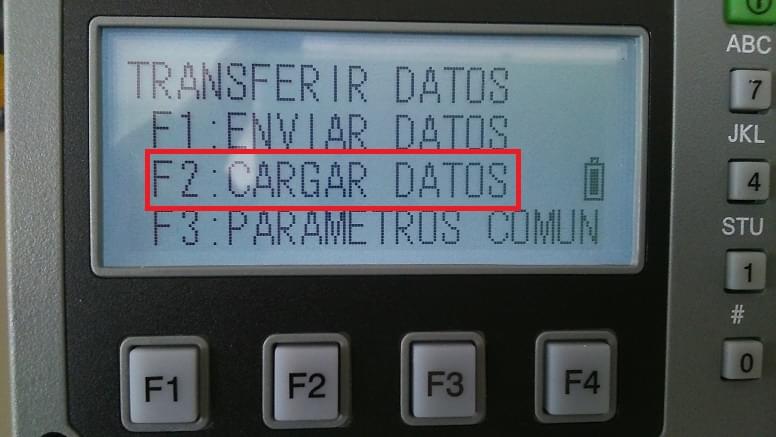 TRANSFERIR DATOS
F1:ENVIAR DATOS
F2:CARGAR DATOS
F3:PARAMETROS COMUN
F1 F2 F3 F4
ABC
7
JKL
4
STU
1
#
0